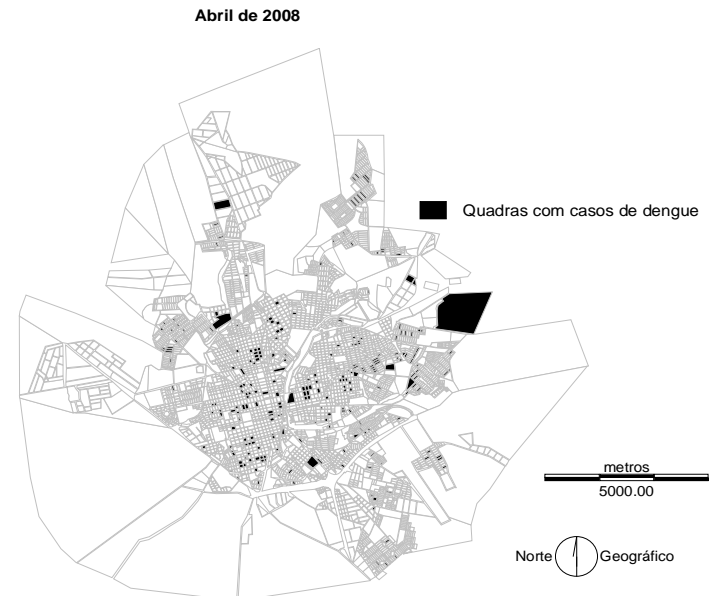 Abril de 2008
Quadras com casos de dengue
metros
5000.00
Norte Geográfico